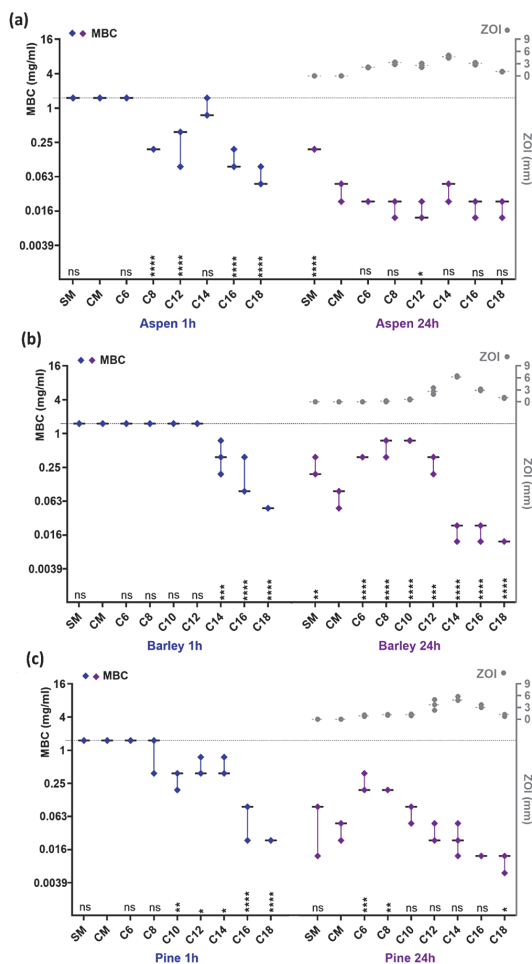 (a)
MBC
ZOI
MBC (mg/ml)
16
4
1
0.25
0.063
0.016
0.0039
9
6
3
0
ZOI (mm)
ns ns **** **** ns **** **** **** ns ns * ns ns ns
SM CM C6 C8 C12 C14 C16 C18 SM CM C6 C8 C12 C14 C16 C18
Aspen 1h Aspen 24h
(b)
MBC
ZOI
MBC (mg/ml)
16
4
1
0.25
0.063
0.016
0.0039
9
6
3
0
ZOI (mm)
ns ns ns ns ns *** **** **** ** **** **** **** *** **** **** ****
SM CM C6 C8 C10 C12 C14 C16 C18 SM CM C6 C8 C10 C12 C14 C16 C18
Barley 1h Barley 24h
(c)
MBC
ZOI
MBC (mg/ml)
16
4
1
0.25
0.063
0.016
0.0039
9
6
3
0
ZOI (mm)
ns ns ns ** * * **** **** ns *** ** ns ns ns ns *
SM CM C6 C8 C10 C12 C14 C16 C18 SM CM C6 C8 C10 C12 C14 C16 C18
Pine 1h Pine 24h